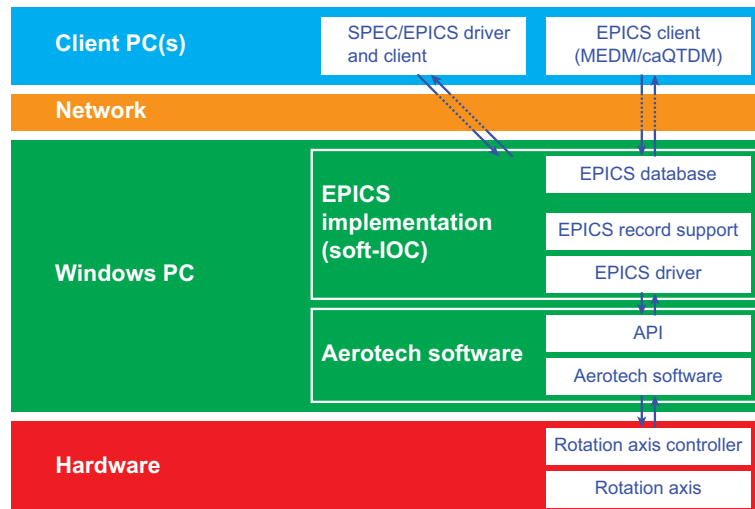 Client PC(s)
SPEC/EPICS driver
and client
EPICS client
(MEDM/caQTDM)
Network
Windows PC
EPICS
implementation
(soft-IOC)
EPICS database
EPICS record support
EPICS driver
Aerotech software
API
Aerotech software
Hardware
Rotation axis controller
Rotation axis